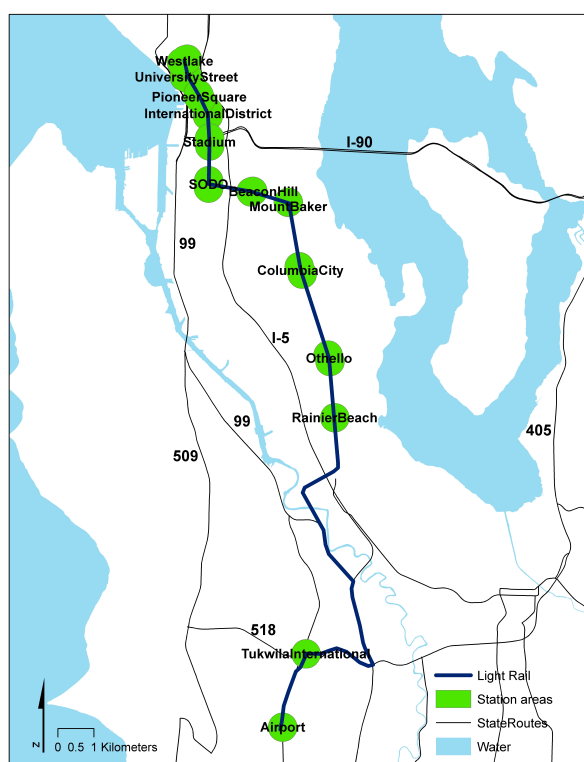 Westlake
UniversityStreet
PioneerSquare
InternationalDistrict
Stadium
I-90
SODO
BeaconHill
MountBaker
99
ColumbiaCity
I-5
Othello
99
RainierBeach
405
509
518
TukwilaInternational
Light Rail
Station areas
Airport
StateRoutes
N
0 0.5 1 Kilometers
Water